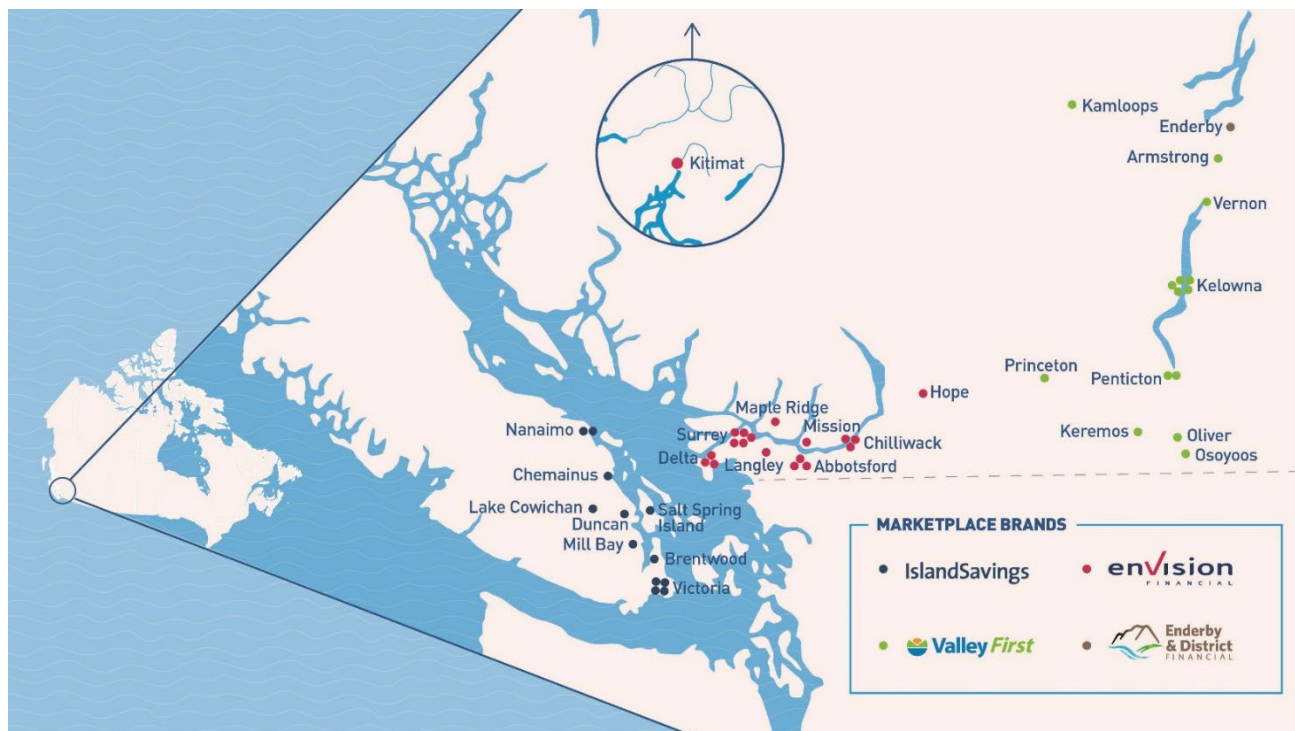 Kitimat
Kamloops
Enderby
Armstrong
Vernon
Kelowna
Princeton
Penticton
Hope
Maple Ridge
Mission
Surrey
Chilliwack
Delta
Langley
Abbotsford
Keremos
Oliver
Osoyoos
Nanaimo
Chemainus
Lake Cowichan
Duncan
Salt Spring
Island
Mill Bay
Brentwood
Victoria
MARKETPLACE BRANDS
IslandSavings
enVision
FINANCIAL
Valley First
Enderby
& District
FINANCIAL